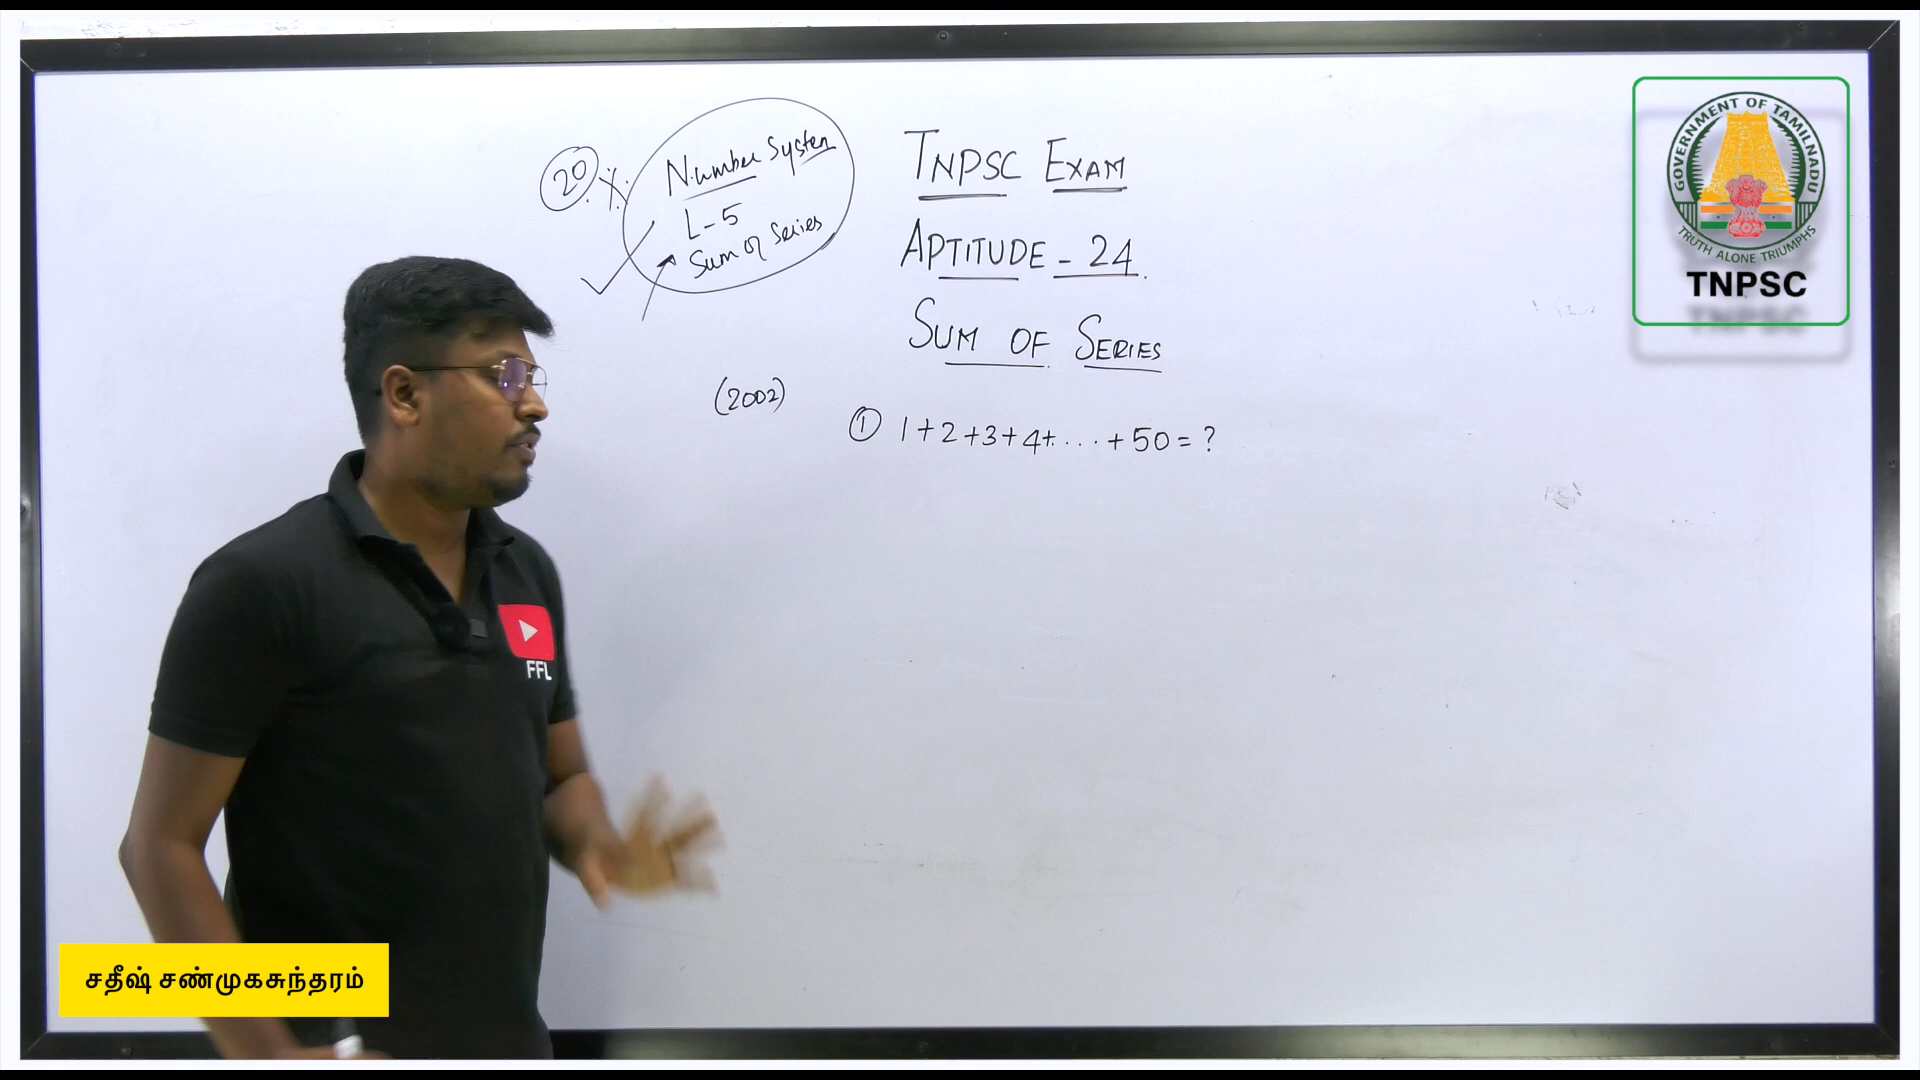 20
Number System
L-5
Sum of Series
TNPSC EXAM
APTITUDE - 24
SUM OF SERIES
(2002)
① 1+2+3+4+....+50=?
GOVERNMENT OF TAMILNADU
TRUTH ALONE TRIUMPHS
TNPSC
FFL
சதீஷ் சண்முகசுந்தரம்